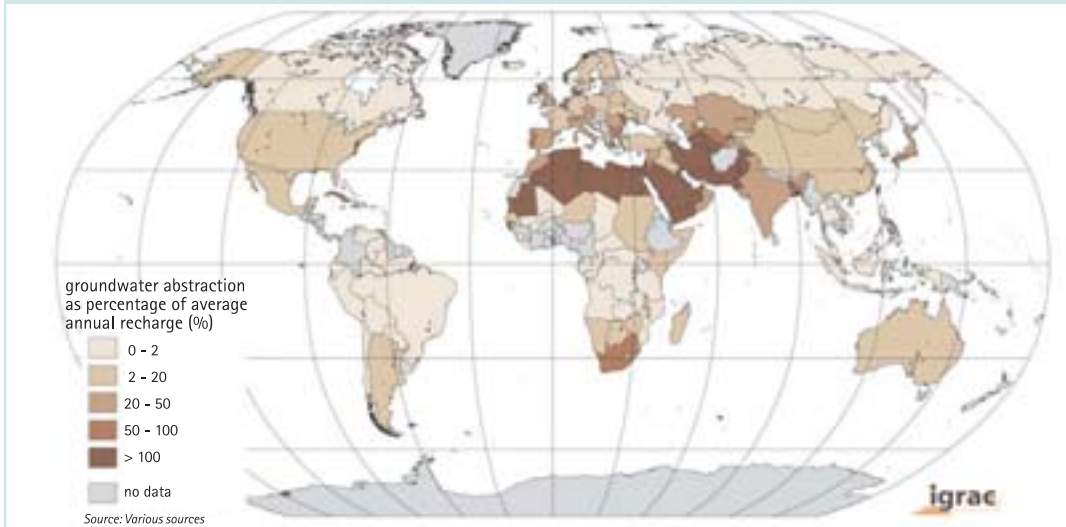 groundwater abstraction
as percentage of average
annual recharge (%)
0 - 2
2 - 20
20 - 50
50 - 100
> 100
no data
Source: Various sources
igrac